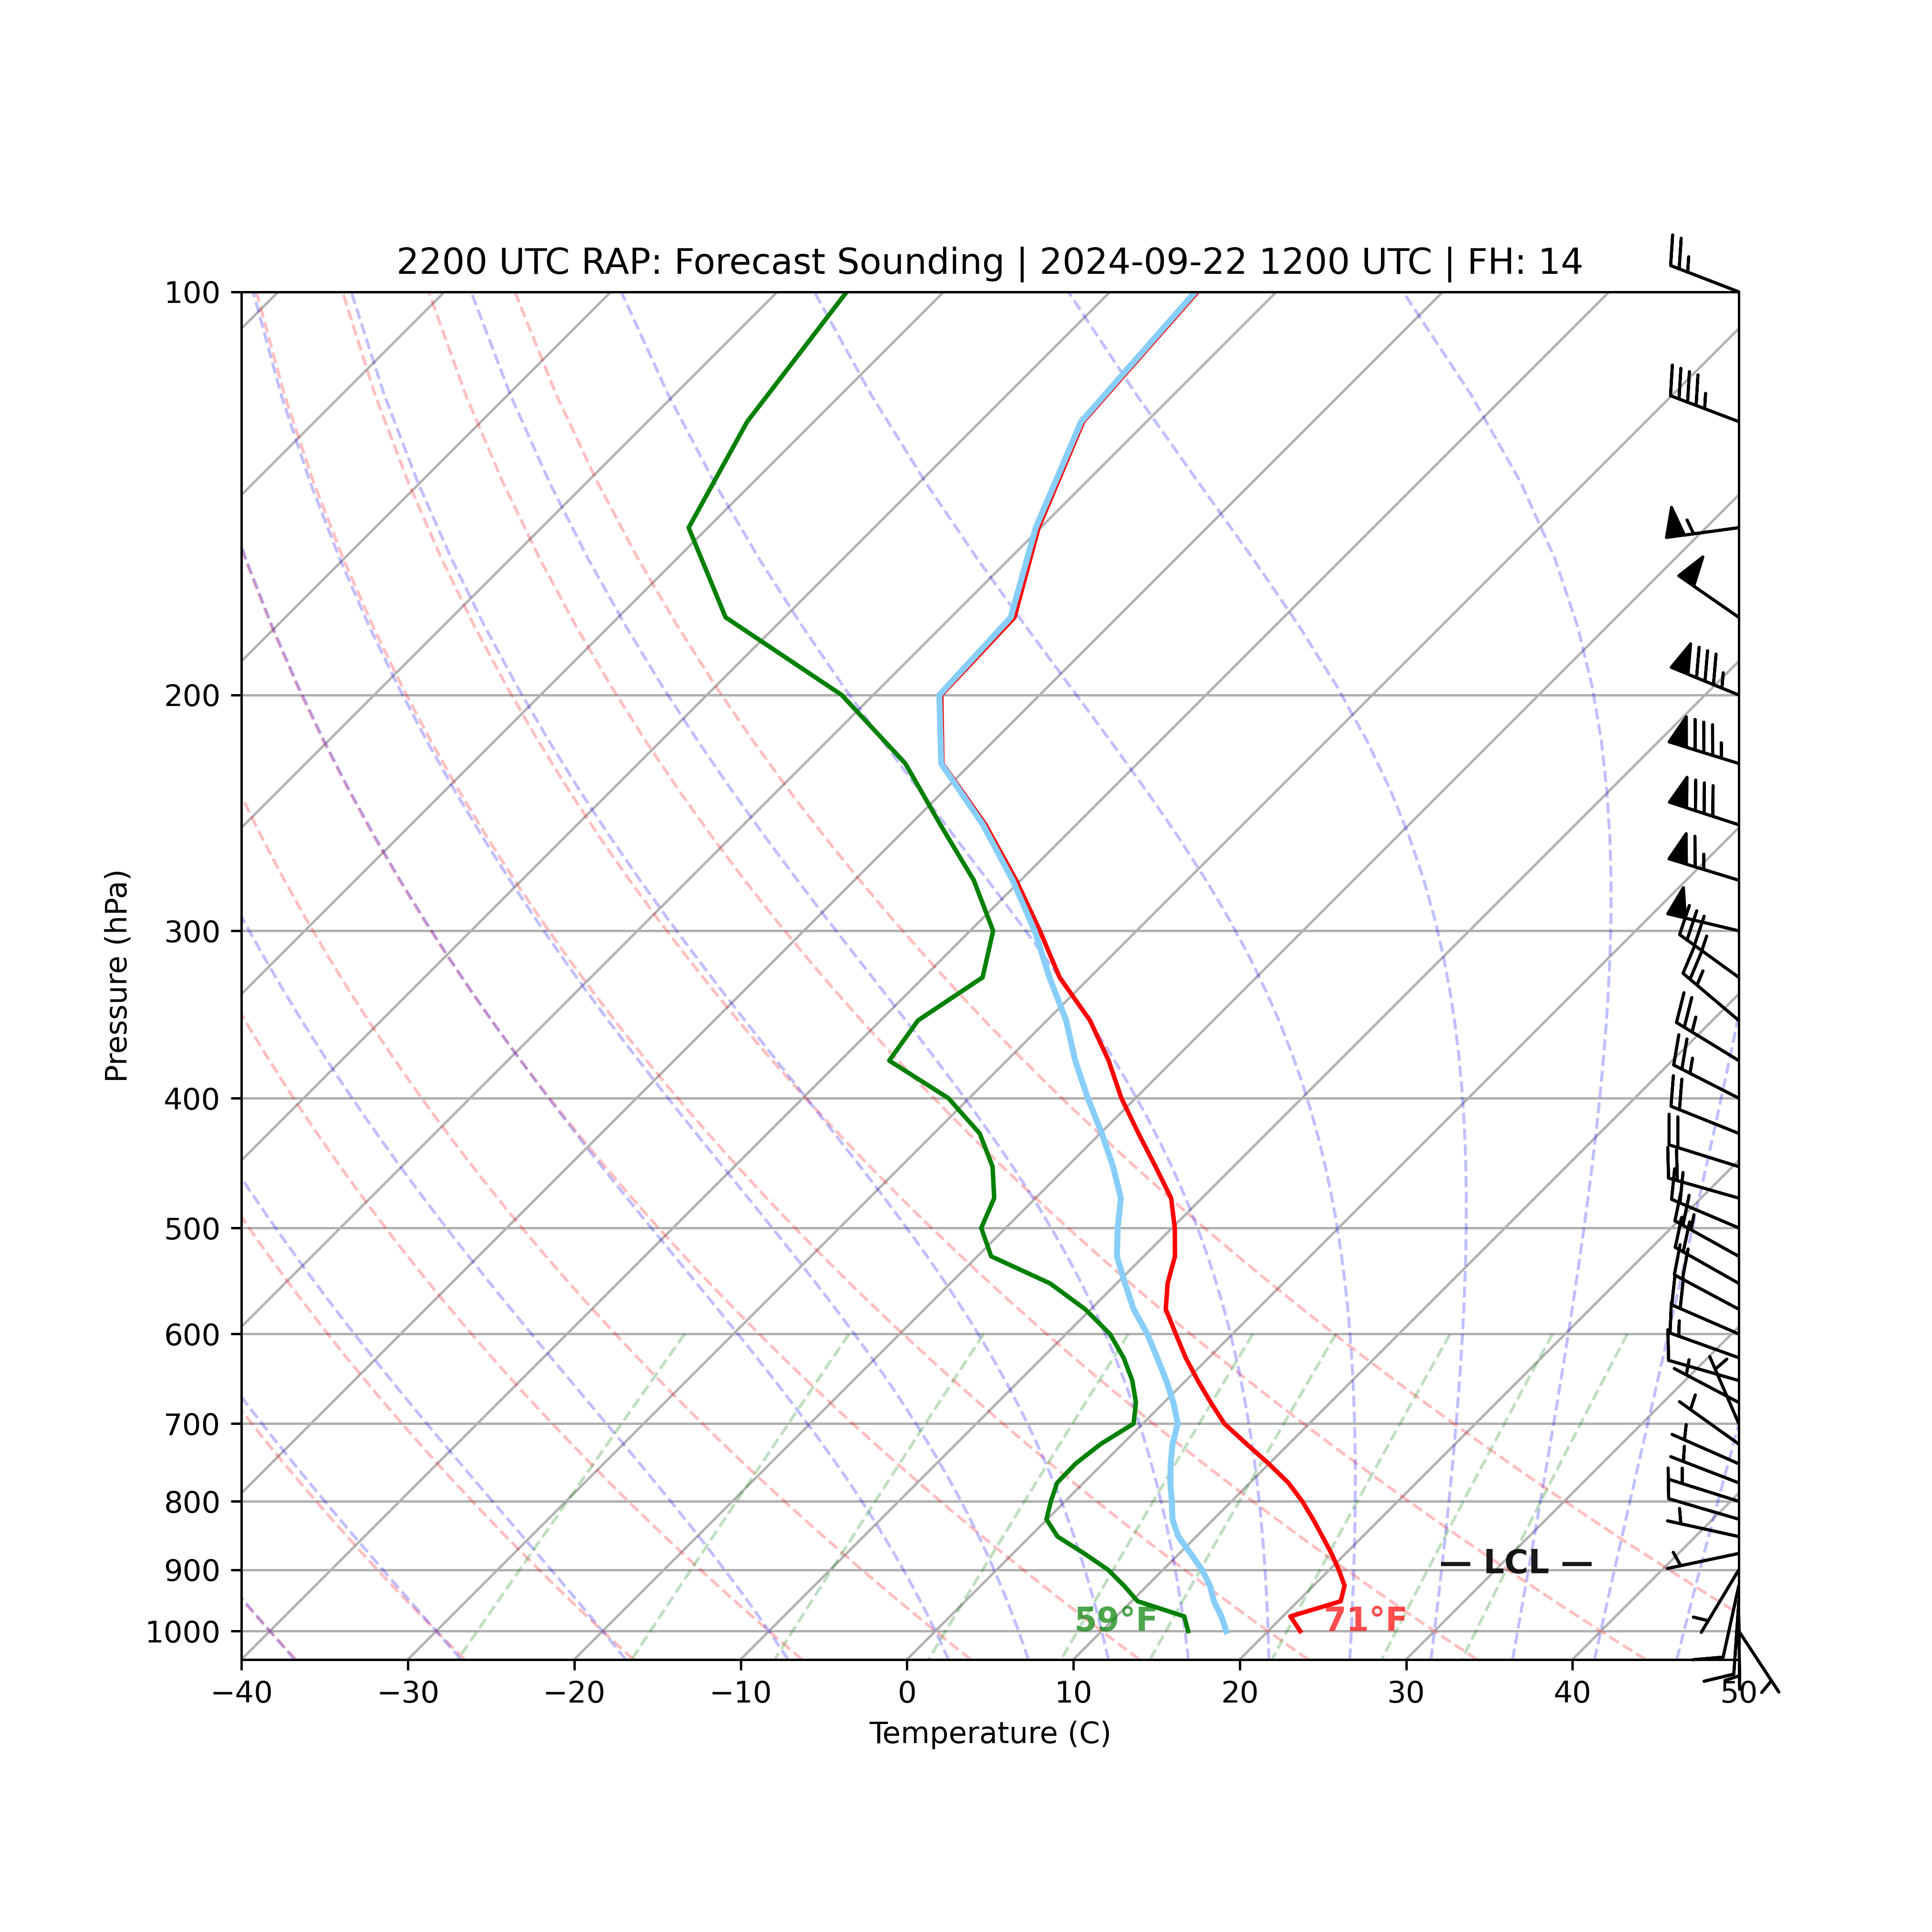 2200 UTC RAP: Forecast Sounding | 2024-09-22 1200 UTC | FH: 14
100
200
300
400
500
600
700
800
900
1000
Pressure (hPa)
— LCL —
59°F
71°F
−40 −30 −20 −10 0 10 20 30 40 50
Temperature (C)